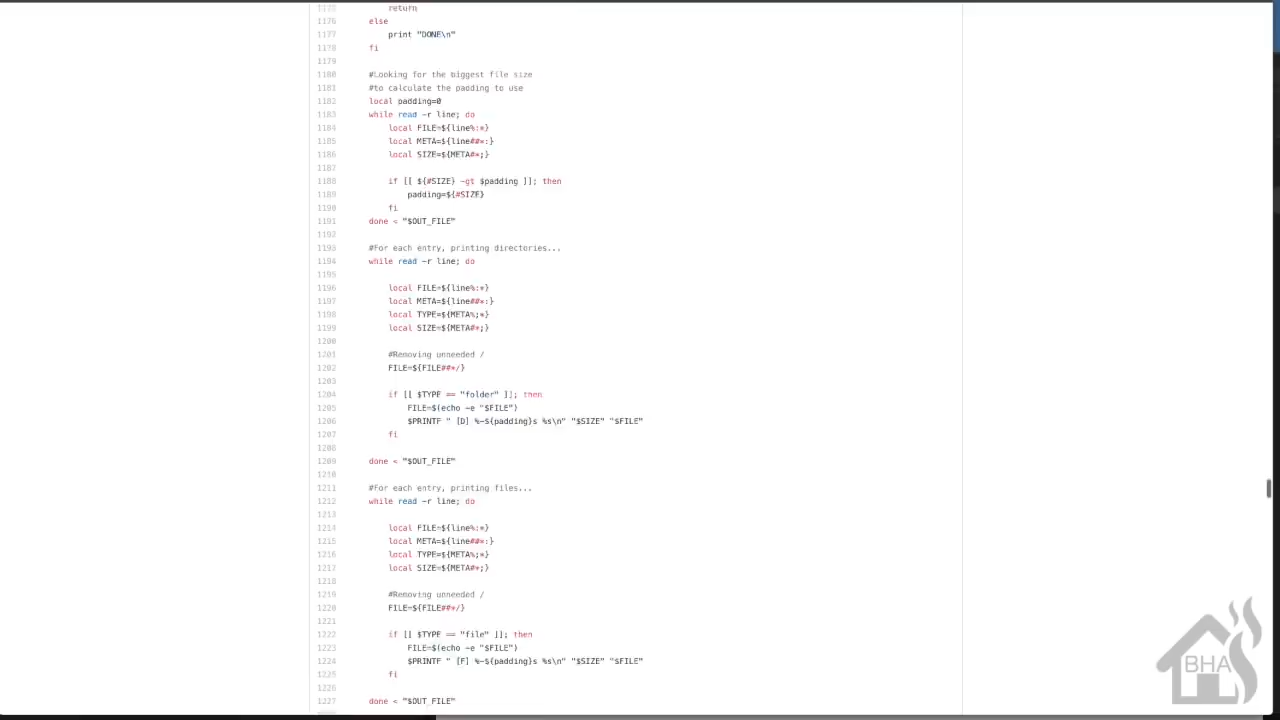 1175 return
1176 else
1177 print "DONE\n"
1178 fi
1179
1180 #Looking for the biggest file size
1181 #to calculate the padding to use
1182 local padding=0
1183 while read -r line; do
1184 local FILE=${line%:*}
1185 local META=${line##*:}
1186 local SIZE=${META#*;}
1187
1188 if [[ ${#SIZE} -gt $padding ]]; then
1189 padding=${#SIZE}
1190 fi
1191 done < "$OUT_FILE"
1192
1193 #For each entry, printing directories...
1194 while read -r line; do
1195
1196 local FILE=${line%:*}
1197 local META=${line##*:}
1198 local TYPE=${META%;*}
1199 local SIZE=${META#*;}
1200
1201 #Removing unneeded /
1202 FILE=${FILE##*/}
1203
1204 if [[ $TYPE == "folder" ]]; then
1205 FILE=$(echo -e "$FILE")
1206 $PRINTF " [D] %-${padding}s %s\n" "$SIZE" "$FILE"
1207 fi
1208
1209 done < "$OUT_FILE"
1210
1211 #For each entry, printing files...
1212 while read -r line; do
1213
1214 local FILE=${line%:*}
1215 local META=${line##*:}
1216 local TYPE=${META%;*}
1217 local SIZE=${META#*;}
1218
1219 #Removing unneeded /
1220 FILE=${FILE##*/}
1221
1222 if [[ $TYPE == "file" ]]; then
1223 FILE=$(echo -e "$FILE")
1224 $PRINTF " [F] %-${padding}s %s\n" "$SIZE" "$FILE"
1225 fi
1226
1227 done < "$OUT_FILE"
BHA